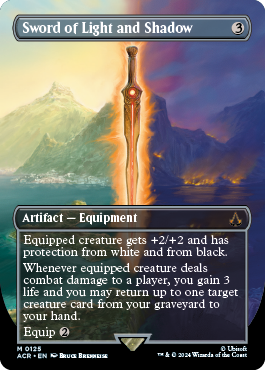 Sword of Light and Shadow 3
Artifact — Equipment
Equipped creature gets +2/+2 and has
protection from white and from black.
Whenever equipped creature deals
combat damage to a player, you gain 3
life and you may return up to one target
creature card from your graveyard to
your hand.
Equip 2
M 0125 © Ubisoft
ACR • EN Bruce Brenneise ™ & © 2024 Wizards of the Coast